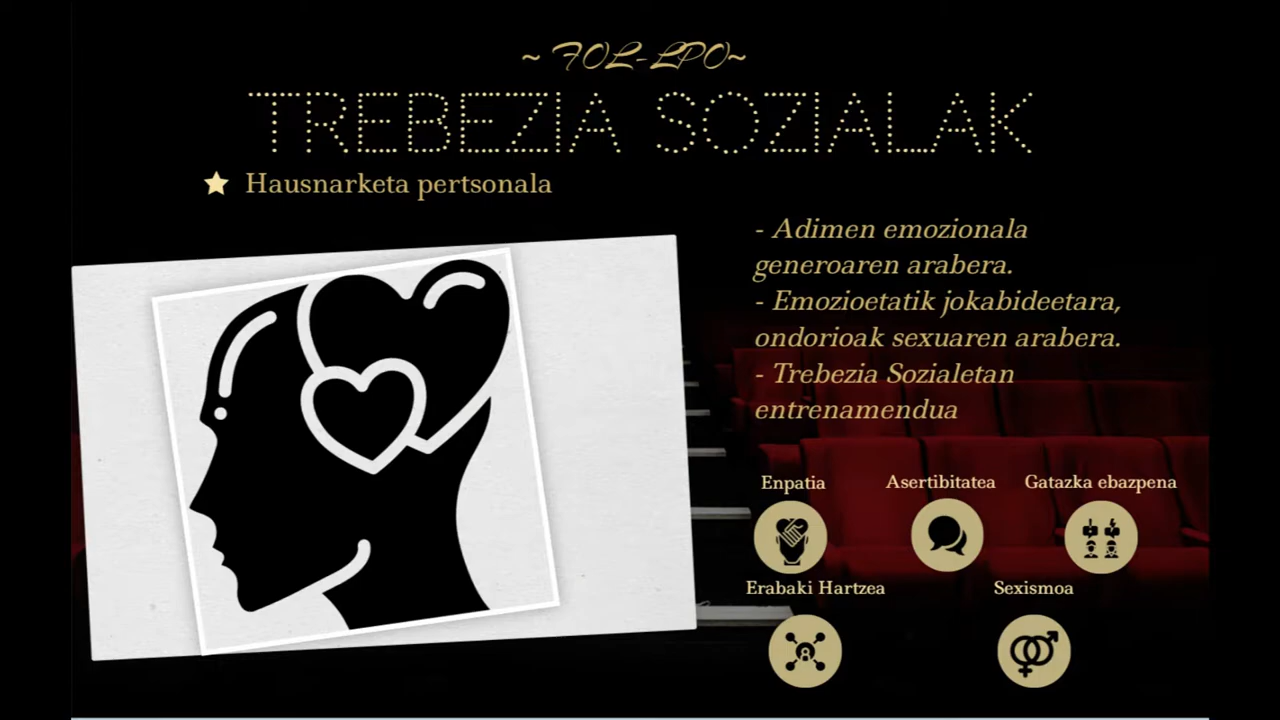 ~ FOL-LPO~
TREBEZIA SOZIALAK
Hausnarketa pertsonala
- Adimen emozionala
generoaren arabera.
- Emozioetatik jokabideetara,
ondorioak sexuaren arabera.
- Trebezia Sozialetan
entrenamendua
Enpatia
Asertibitatea
Gatazka ebazpena
Erabaki Hartzea
Sexismoa